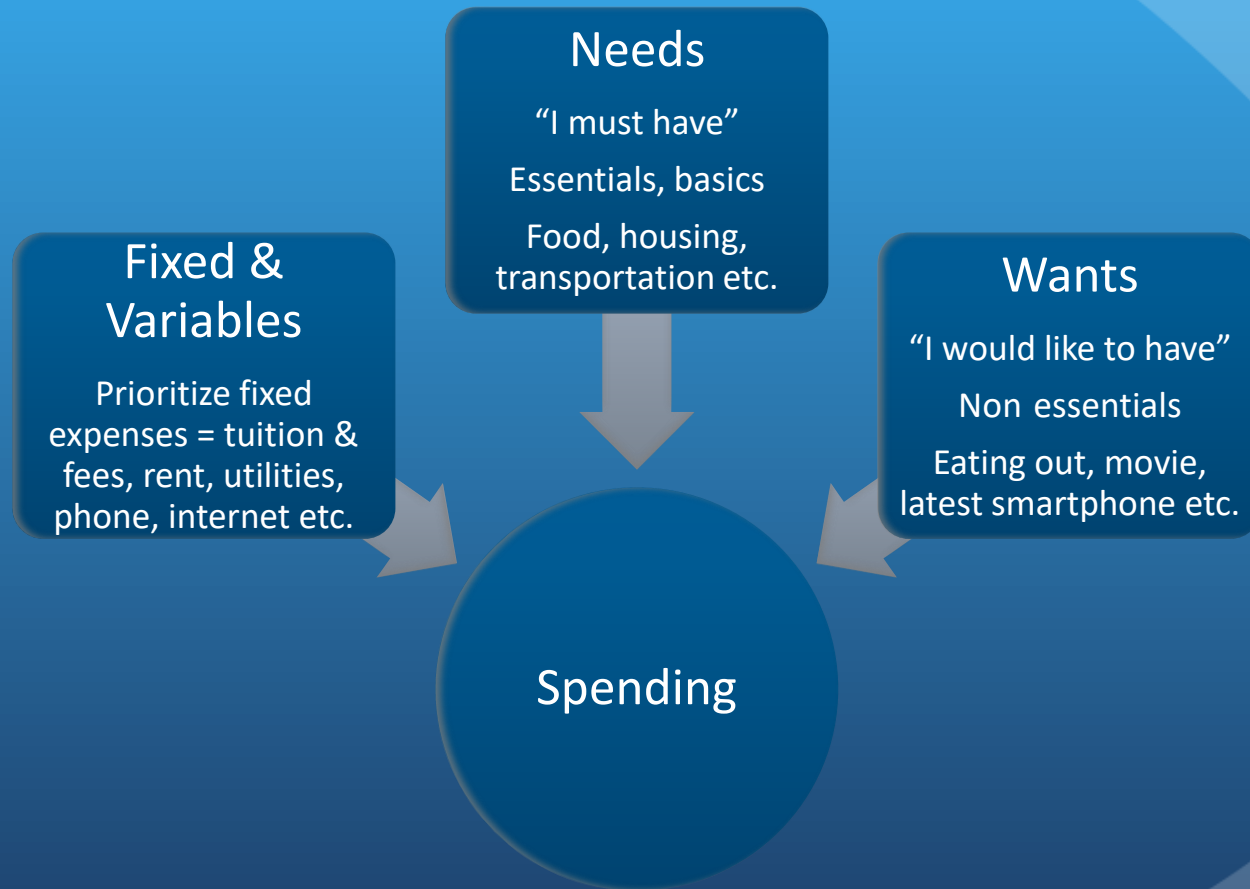 Needs
“I must have”
Essentials, basics
Food, housing,
transportation etc.
Fixed &
Variables
Prioritize fixed
expenses = tuition &
fees, rent, utilities,
phone, internet etc.
Wants
“I would like to have”
Non essentials
Eating out, movie,
latest smartphone etc.
Spending